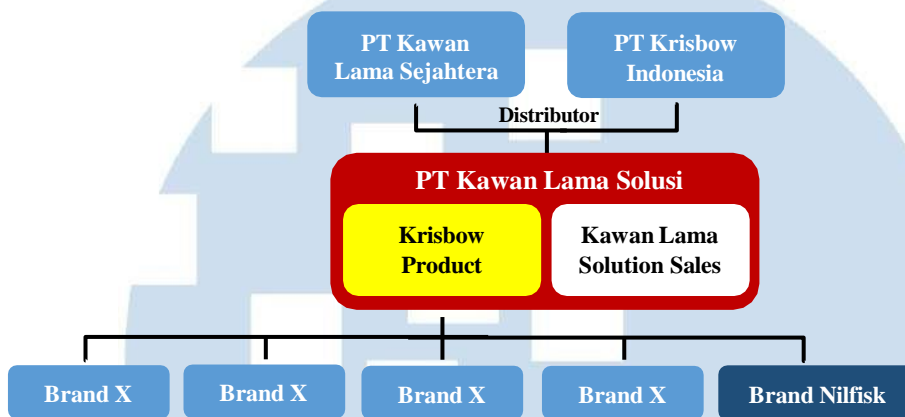 PT Kawan
Lama Sejahtera
PT Krisbow
Indonesia
Distributor
PT Kawan Lama Solusi
Krisbow
Product
Kawan Lama
Solution Sales
Brand X
Brand X
Brand X
Brand X
Brand Nilfisk